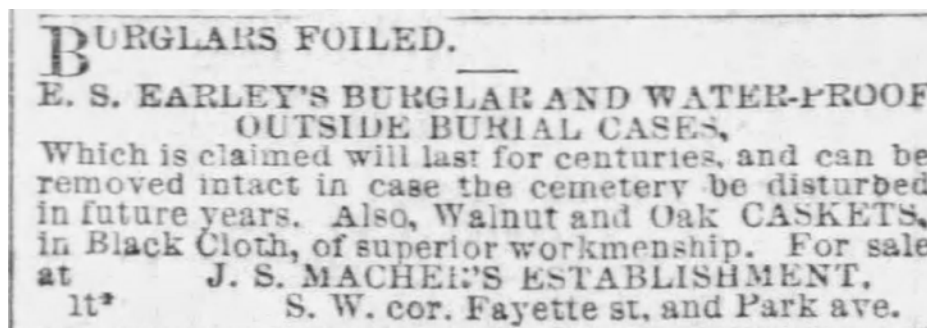 BURGLARS FOILED.
E. S. EARLEY'S BURGLAR AND WATER-PROOF
OUTSIDE BURIAL CASES,
Which is claimed will last for centuries, and can be
removed intact in case the cemetery be disturbed
in future years. Also, Walnut and Oak CASKETS,
in Black Cloth, of superior workmenship. For sale
at J. S. MACHER'S ESTABLISHMENT,
1t* S. W. cor. Fayette st, and Park ave.